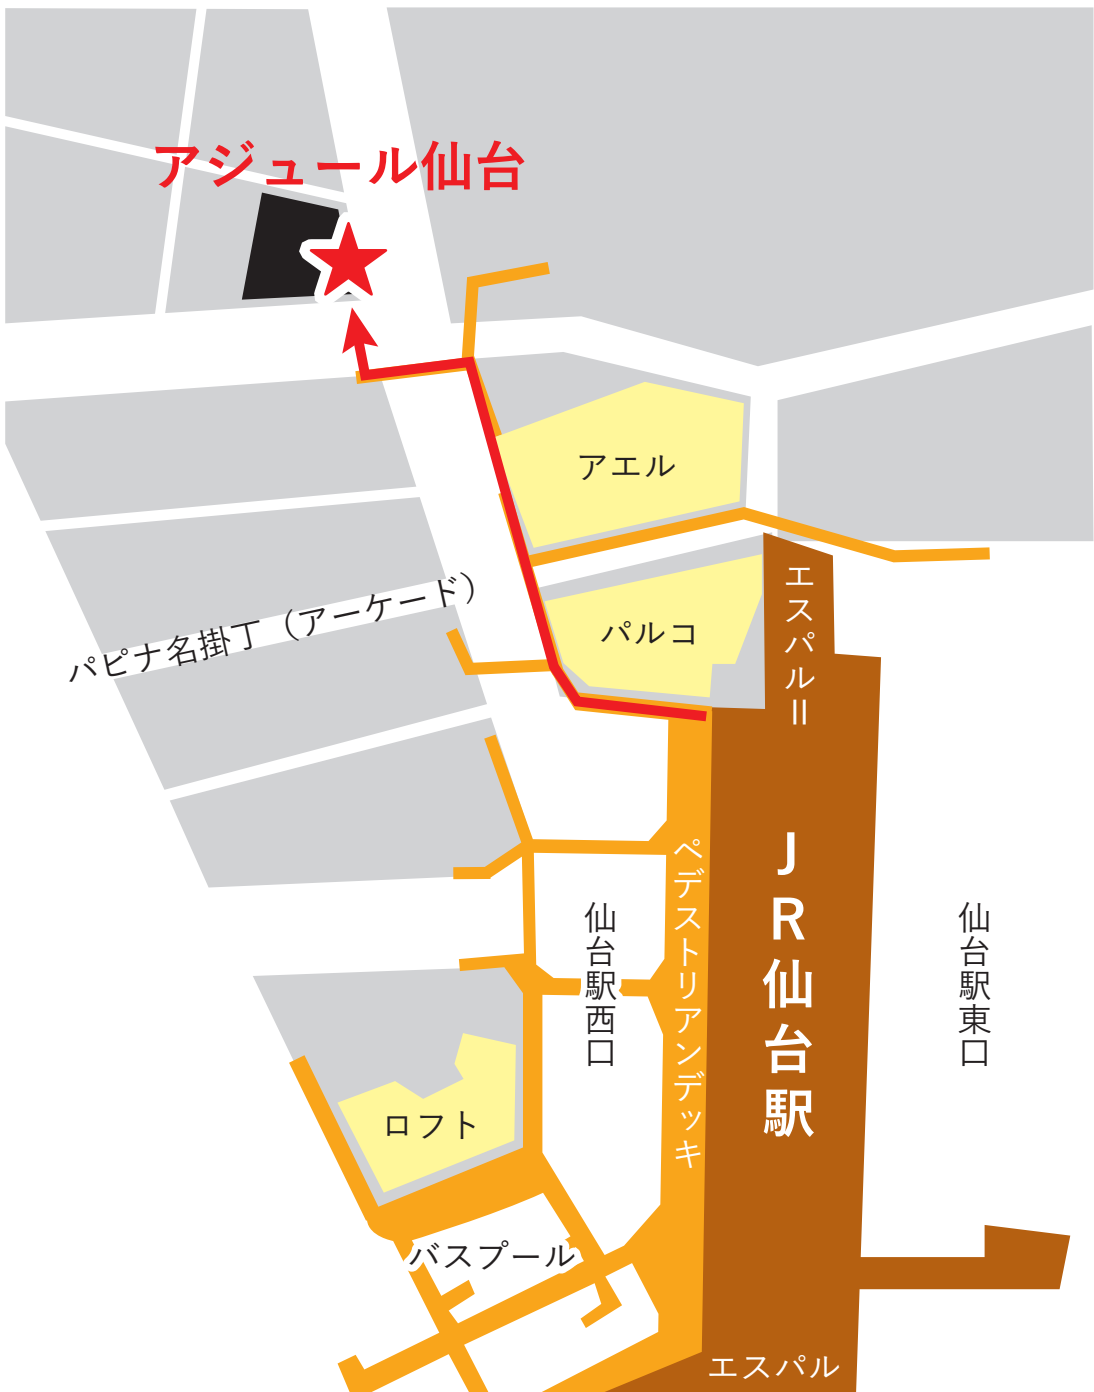 アジュール仙台
アエル
エスパルⅡ
パルコ
パピナ名掛丁（アーケード）
ペデストリアンデッキ
JR仙台駅
仙台駅西口
仙台駅東口
ロフト
バスプール
エスパル